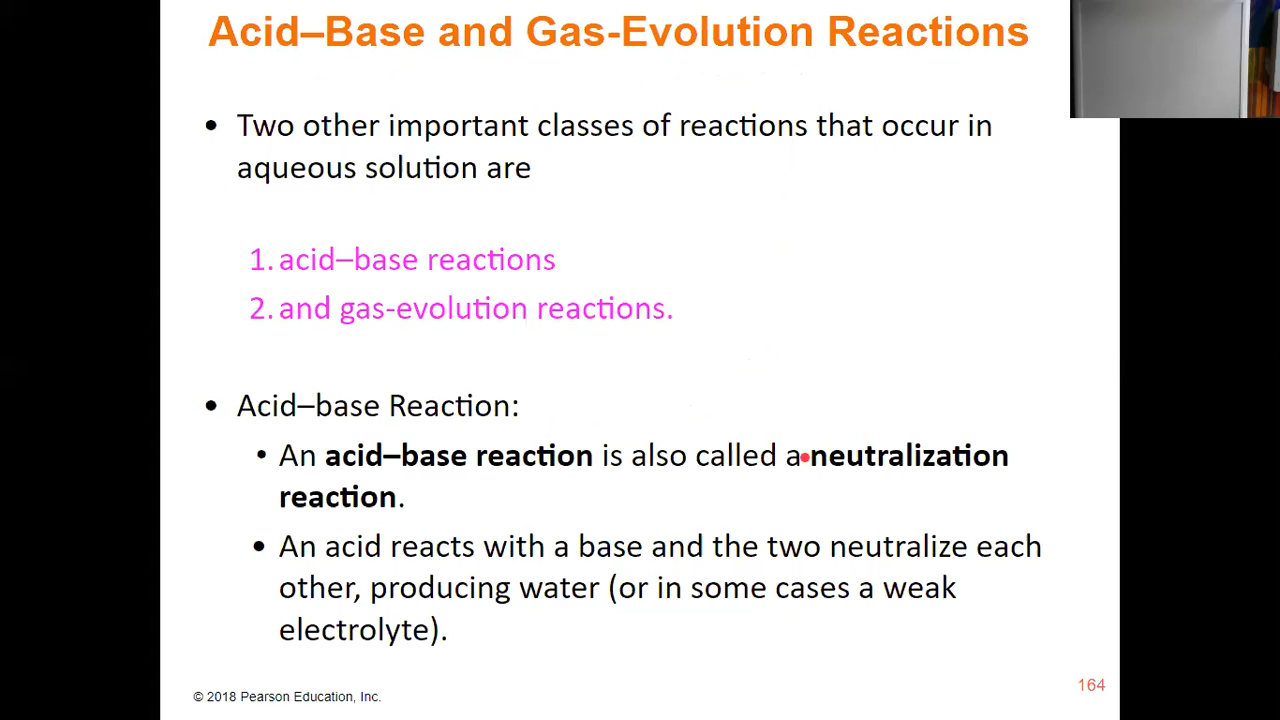 Acid–Base and Gas-Evolution Reactions
• Two other important classes of reactions that occur in
aqueous solution are
1. acid–base reactions
2. and gas-evolution reactions.
• Acid–base Reaction:
• An acid–base reaction is also called a neutralization
reaction.
• An acid reacts with a base and the two neutralize each
other, producing water (or in some cases a weak
electrolyte).
© 2018 Pearson Education, Inc.
164